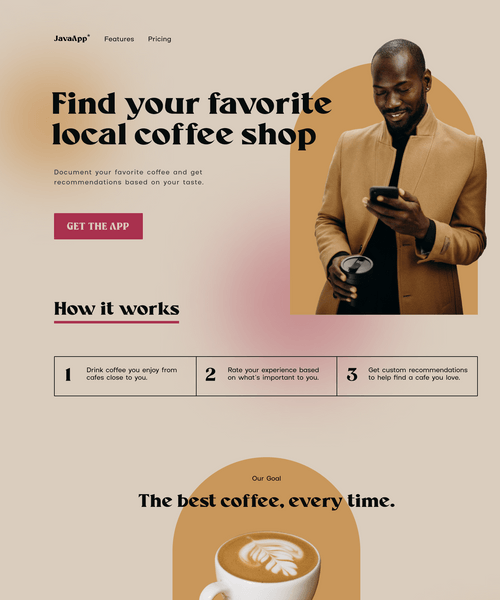 JavaApp*
Features
Pricing
Find your favorite
local coffee shop
Document your favorite coffee and get
recommendations based on your taste.
GET THE APP
How it works
1
Drink coffee you enjoy from
cafes close to you.
2
Rate your experience based
on what's important to you.
3
Get custom recommendations
to help find a cafe you love.
Our Goal
The best coffee, every time.